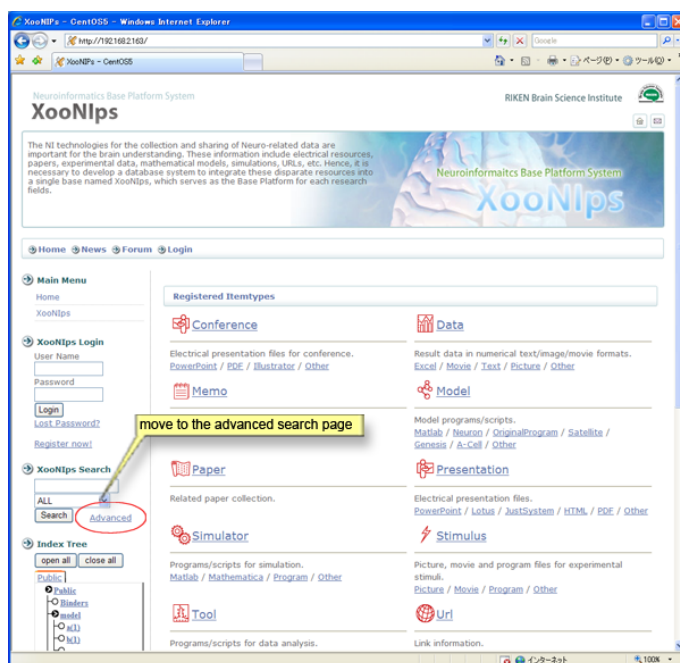 XooNIPs - CentOS5 - Windows Internet Explorer
http://192.168.2.163/
Google
XooNIPs - CentOS5
ページ(P)
ツール(O)
Neuroinformatics Base Platform System
XooNIps
RIKEN Brain Science Institute
The NI technologies for the collection and sharing of Neuro-related data are
important for the brain understanding. These information include electrical resources,
papers, experimental data, mathematical models, simulations, URLs, etc. Hence, it is
necessary to develop a database system to integrate these disparate resources into
a single base named XooNIps, which serves as the Base Platform for each research
fields.
Neuroinformaitcs Base Platform System
XooNIps
Home News Forum Login
Main Menu
Home
XooNIps
XooNIps Login
User Name
Password
Login
Lost Password?
Register now!
move to the advanced search page
XooNIps Search
ALL
Search Advanced
Index Tree
open all close all
Public
Public
Binders
model
a(1)
b(1)
Registered Itemtypes
Conference
Electrical presentation files for conference.
PowerPoint / PDF / Illustrator / Other
Data
Result data in numerical text/image/movie formats.
Excel / Movie / Text / Picture / Other
Memo
Model
Model programs/scripts.
Matlab / Neuron / OriginalProgram / Satellite /
Genesis / A-Cell / Other
Paper
Related paper collection.
Presentation
Electrical presentation files.
PowerPoint / Lotus / JustSystem / HTML / PDF / Other
Simulator
Programs/scripts for simulation.
Matlab / Mathematica / Program / Other
Stimulus
Picture, movie and program files for experimental
stimuli.
Picture / Movie / Program / Other
Tool
Programs/scripts for data analysis.
Url
Link information.
インターネット
100%